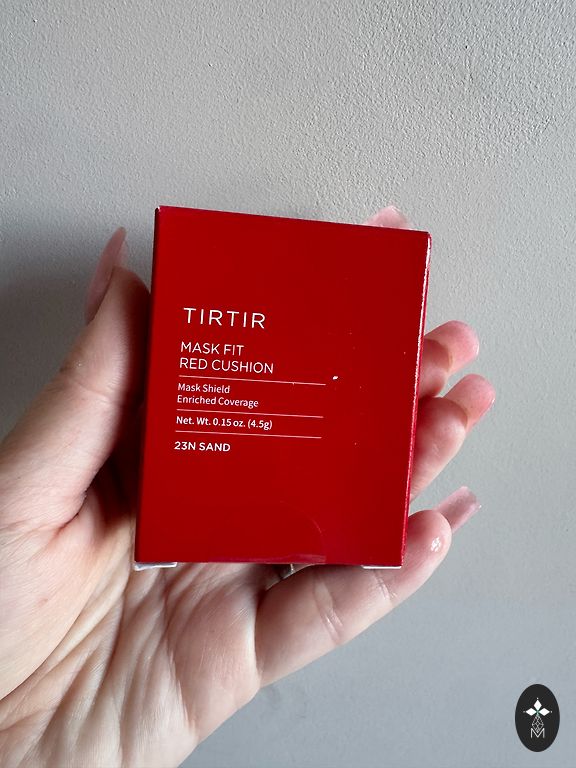 TIRTIR
MASK FIT
RED CUSHION
Mask Shield
Enriched Coverage
Net. Wt. 0.15 oz. (4.5g)
23N SAND
M